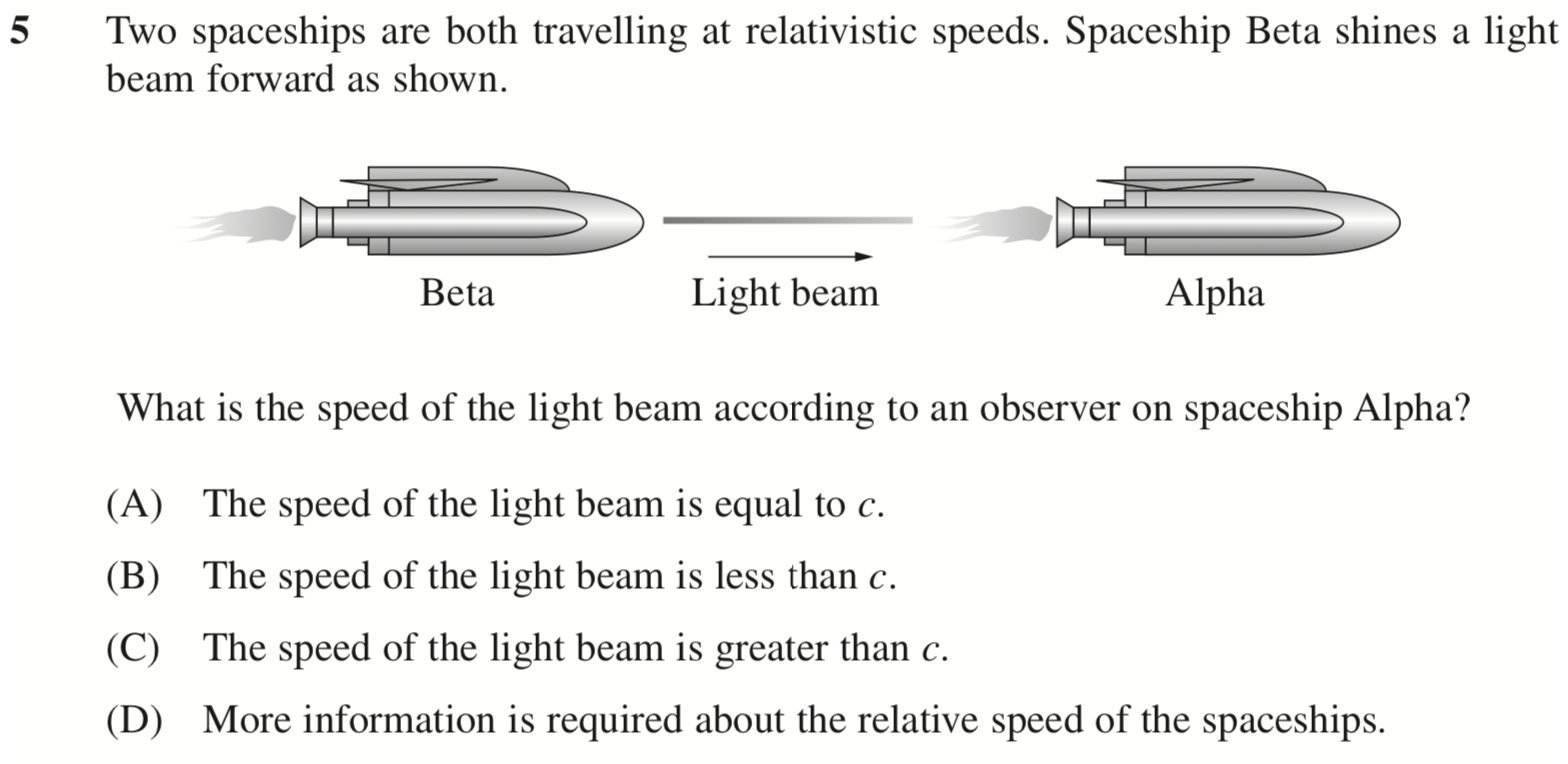 5 Two spaceships are both travelling at relativistic speeds. Spaceship Beta shines a light
beam forward as shown.
Beta Light beam Alpha
What is the speed of the light beam according to an observer on spaceship Alpha?
(A) The speed of the light beam is equal to c.
(B) The speed of the light beam is less than c.
(C) The speed of the light beam is greater than c.
(D) More information is required about the relative speed of the spaceships.